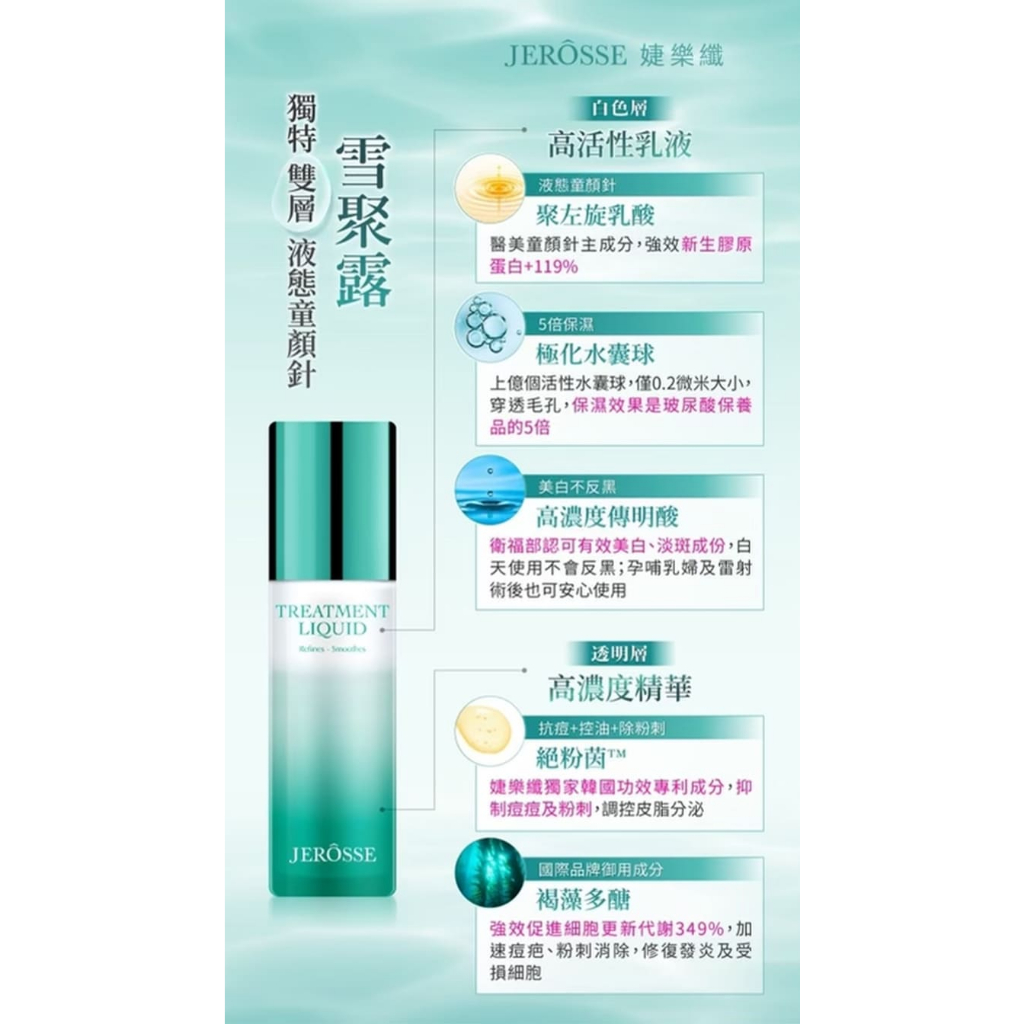 JERÔSSE 婕樂纖
獨特 雙層 液態童顏針
雪聚露
白色層
高活性乳液
液態童顏針
聚左旋乳酸
醫美童顏針主成分，強效新生膠原
蛋白+119%
5倍保濕
極化水囊球
上億個活性水囊球，僅0.2微米大小，
穿透毛孔，保濕效果是玻尿酸保養
品的5倍
美白不反黑
高濃度傳明酸
衛福部認可有效美白、淡斑成份，白
天使用不會反黑；孕哺乳婦及雷射
術後也可安心使用
透明層
高濃度精華
抗痘+控油+除粉刺
絕粉茵™
婕樂纖獨家韓國功效專利成分，抑
制痘痘及粉刺，調控皮脂分泌
國際品牌御用成分
褐藻多醣
強效促進細胞更新代謝349%，加
速痘疤、粉刺消除，修復發炎及受
損細胞
TREATMENT
LIQUID
Refines - Smoothes
JERÔSSE